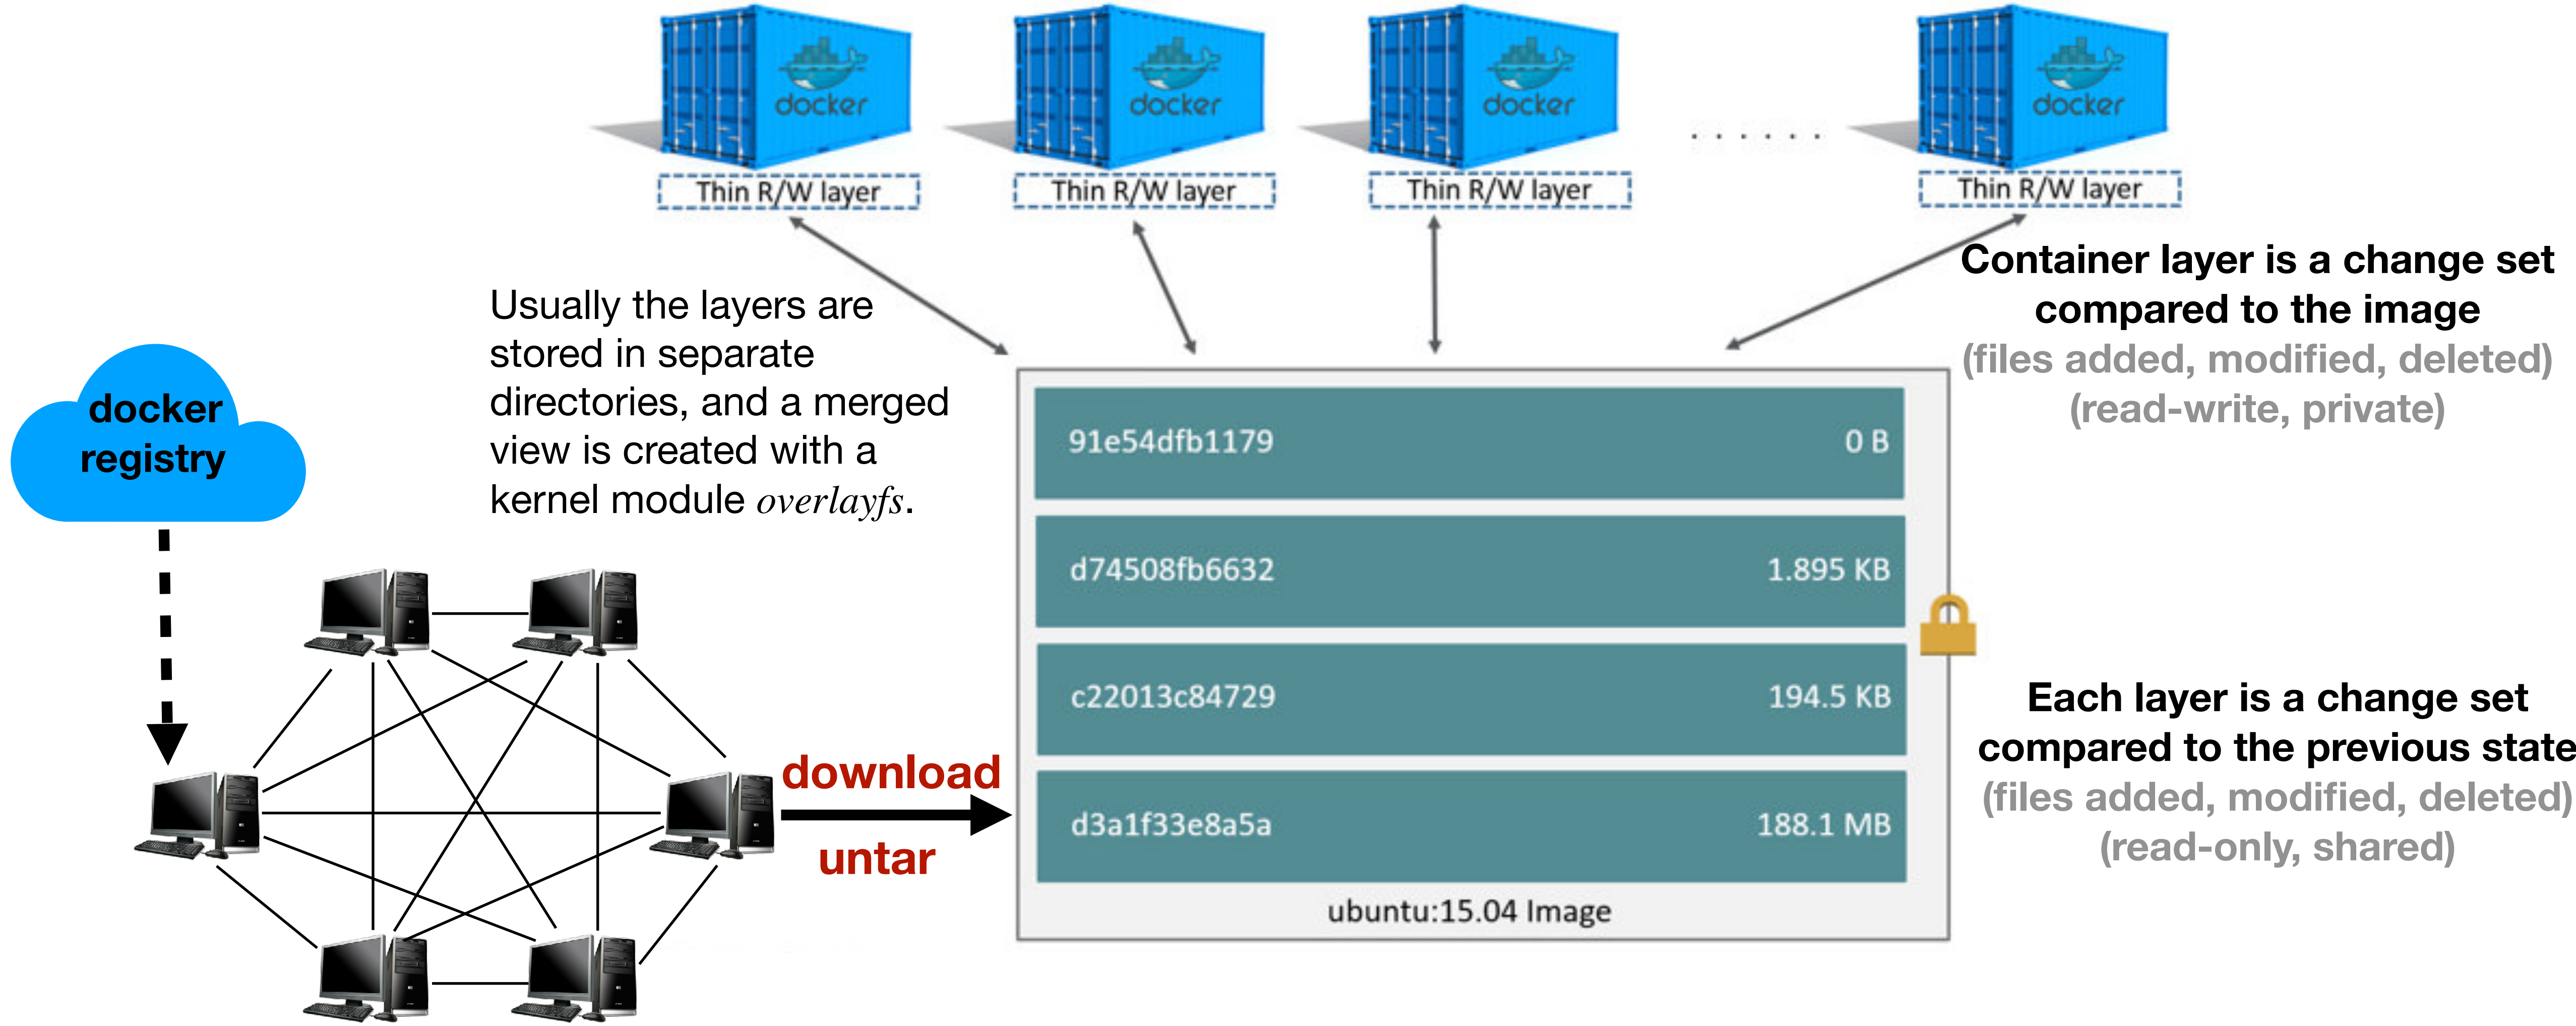 docker
docker
docker
docker
Thin R/W layer
Thin R/W layer
Thin R/W layer
. . . . . .
Thin R/W layer
Usually the layers are
stored in separate
directories, and a merged
view is created with a
kernel module overlayfs.
Container layer is a change set
compared to the image
(files added, modified, deleted)
(read-write, private)
docker
registry
91e54dfb1179 0 B
d74508fb6632 1.895 KB
c22013c84729 194.5 KB
d3a1f33e8a5a 188.1 MB
ubuntu:15.04 Image
download
untar
Each layer is a change set
compared to the previous state
(files added, modified, deleted)
(read-only, shared)